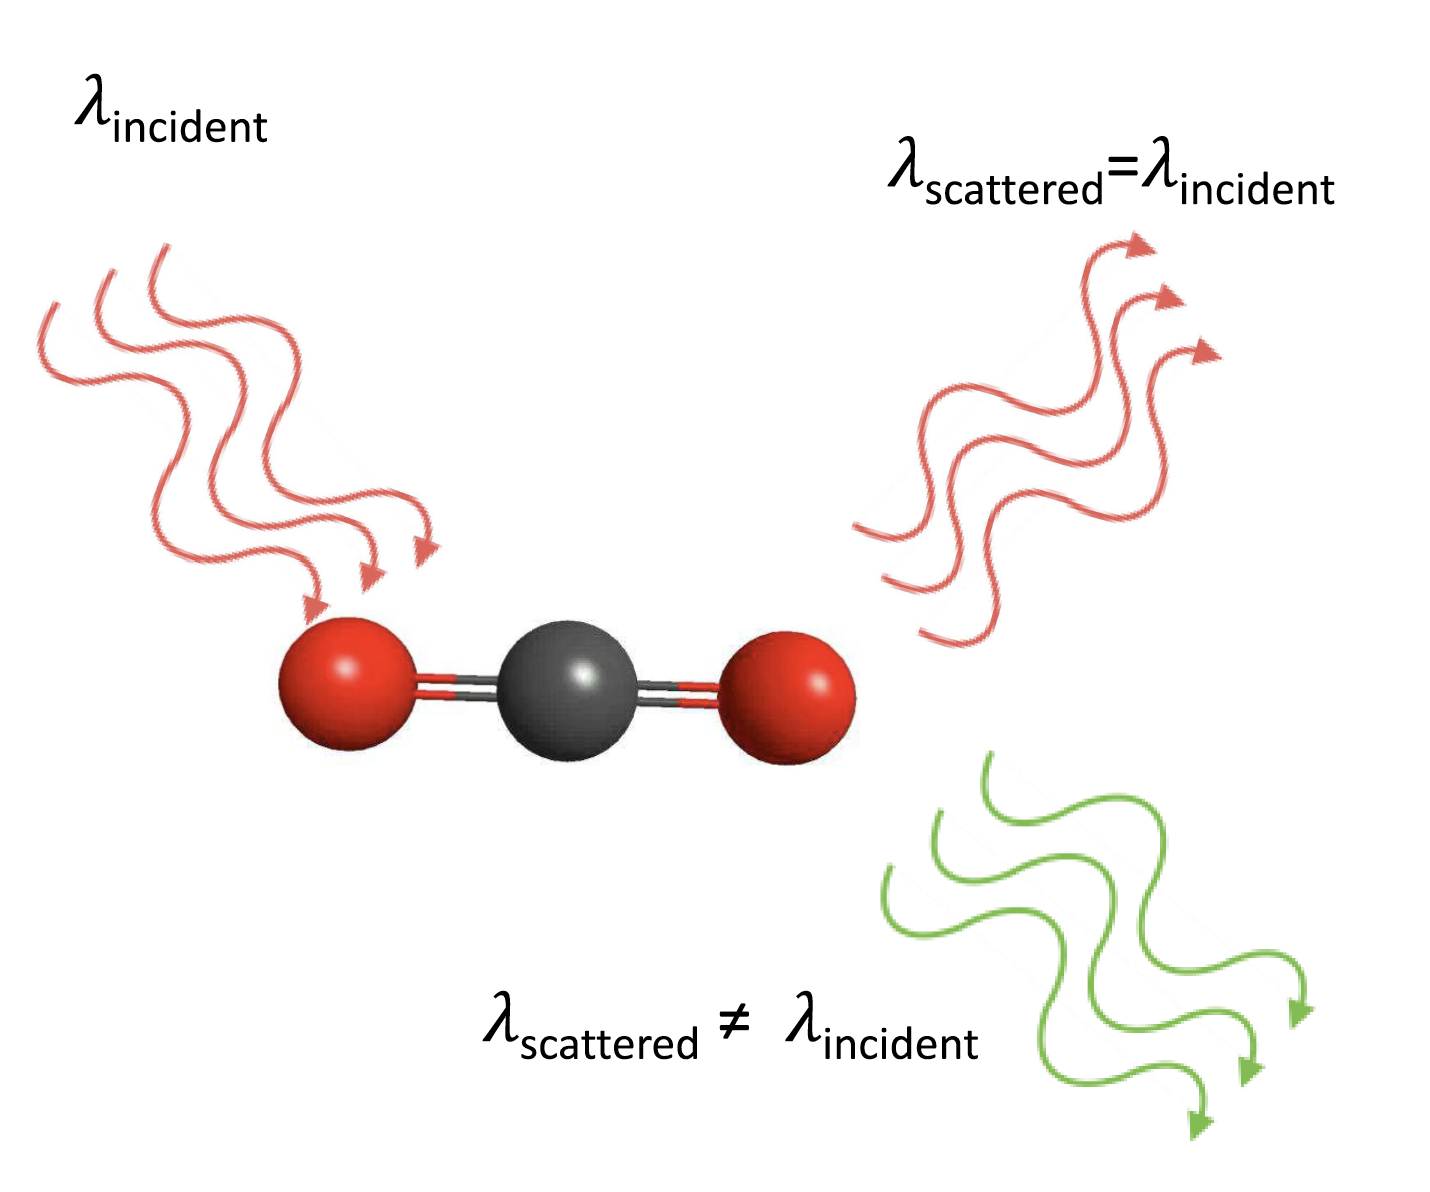 λincident
λscattered=λincident
λscattered ≠ λincident